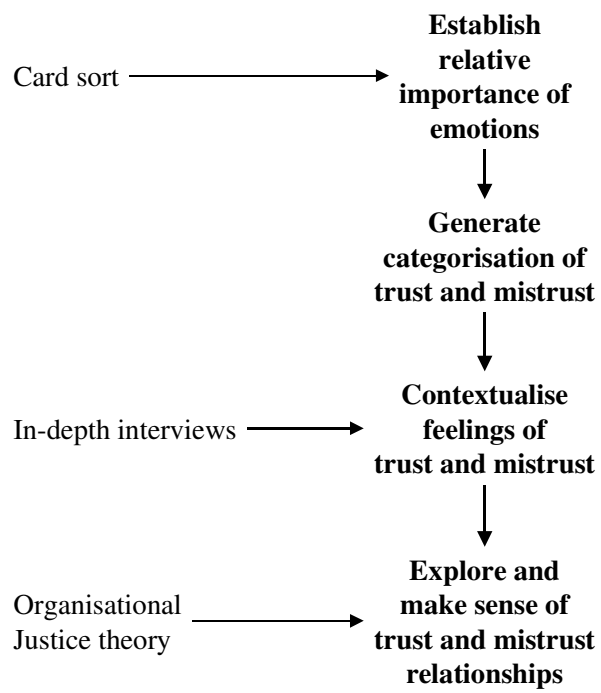 Card sort
Establish
relative
importance of
emotions
Generate
categorisation of
trust and mistrust
In-depth interviews
Contextualise
feelings of
trust and mistrust
Organisational
Justice theory
Explore and
make sense of
trust and mistrust
relationships